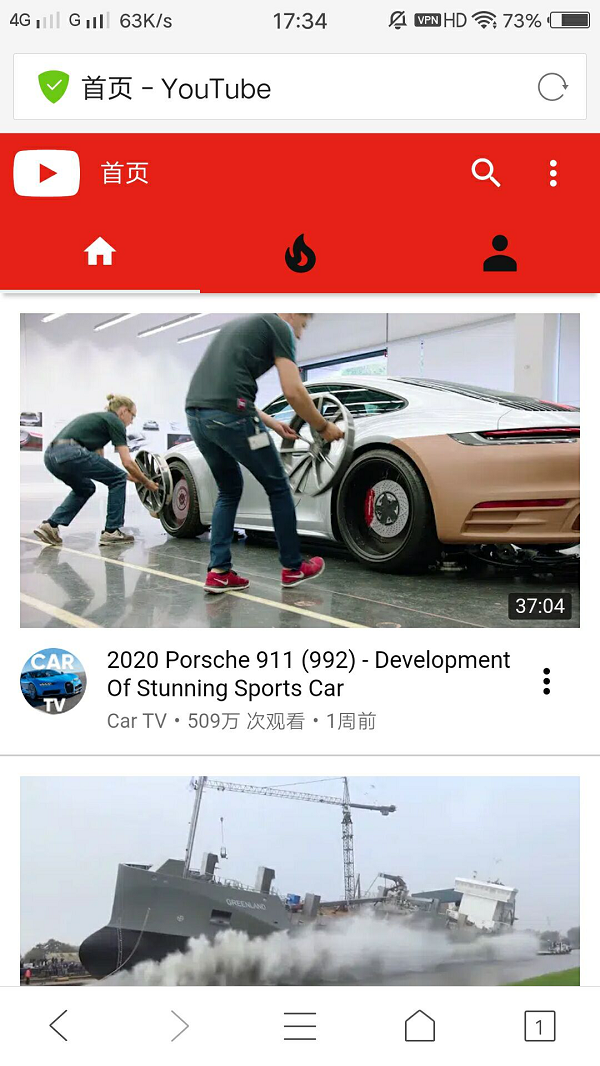 4G G 63K/s 17:34 VPN HD 73%
首页 - YouTube
首页
37:04
CAR
TV
2020 Porsche 911 (992) - Development
Of Stunning Sports Car
Car TV • 509万 次观看 • 1周前
GREENLAND
1